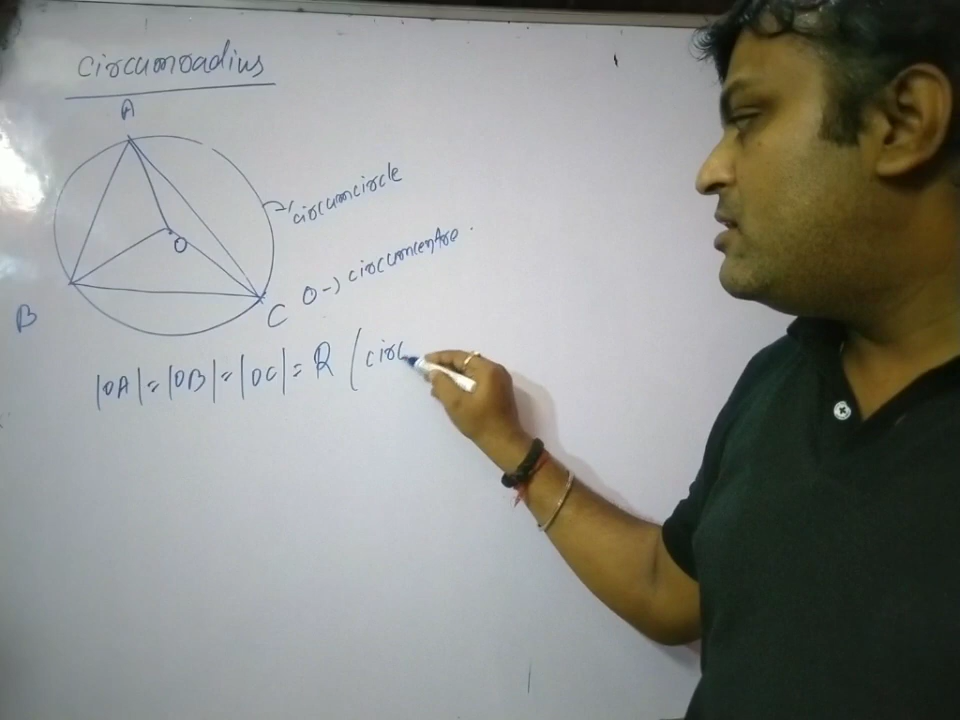 Circumradius
A
circumcircle
O
O → circumcentre.
B
C
|OA| = |OB| = |OC| = R (circ